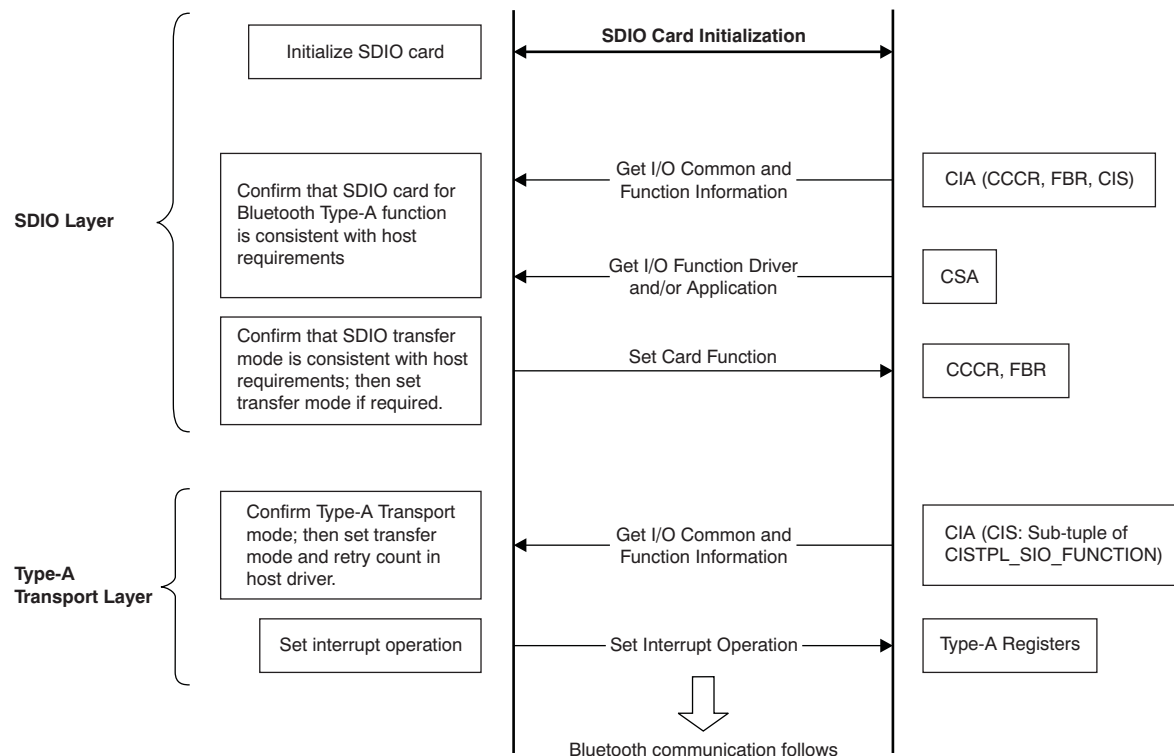 SDIO Card Initialization
Initialize SDIO card
SDIO Layer
Confirm that SDIO card for
Bluetooth Type-A function
is consistent with host
requirements
Get I/O Common and
Function Information
CIA (CCCR, FBR, CIS)
Get I/O Function Driver
and/or Application
CSA
Confirm that SDIO transfer
mode is consistent with host
requirements; then set
transfer mode if required.
Set Card Function
CCCR, FBR
Type-A
Transport Layer
Confirm Type-A Transport
mode; then set transfer
mode and retry count in
host driver.
Get I/O Common and
Function Information
CIA (CIS: Sub-tuple of
CISTPL_SIO_FUNCTION)
Set interrupt operation
Set Interrupt Operation
Type-A Registers
Bluetooth communication follows